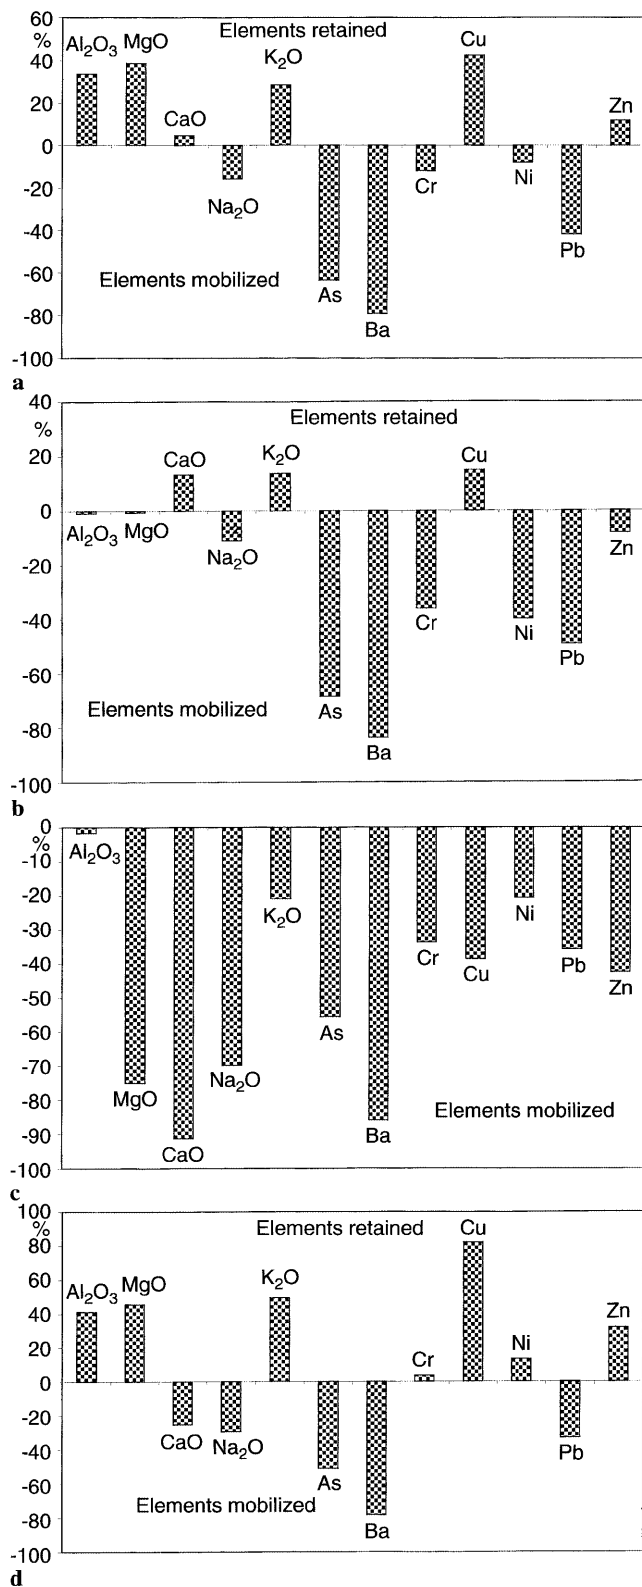 60
%
Elements retained
Al₂O₃
MgO
CaO
K₂O
Cu
Zn
40
20
0
-20
-40
-60
-80
-100
Na₂O
As
Ba
Cr
Ni
Pb
Elements mobilized
a
40
%
Elements retained
CaO
K₂O
Cu
20
0
-20
-40
-60
-80
-100
Al₂O₃
MgO
Na₂O
As
Ba
Cr
Ni
Pb
Zn
Elements mobilized
b
0
%
-10
-20
-30
-40
-50
-60
-70
-80
-90
-100
Al₂O₃
MgO
CaO
Na₂O
K₂O
As
Ba
Cr
Cu
Ni
Pb
Zn
Elements mobilized
c
100
%
Elements retained
Al₂O₃
MgO
K₂O
Cr
Cu
Ni
Zn
80
60
40
20
0
-20
-40
-60
-80
-100
CaO
Na₂O
As
Ba
Pb
Elements mobilized
d